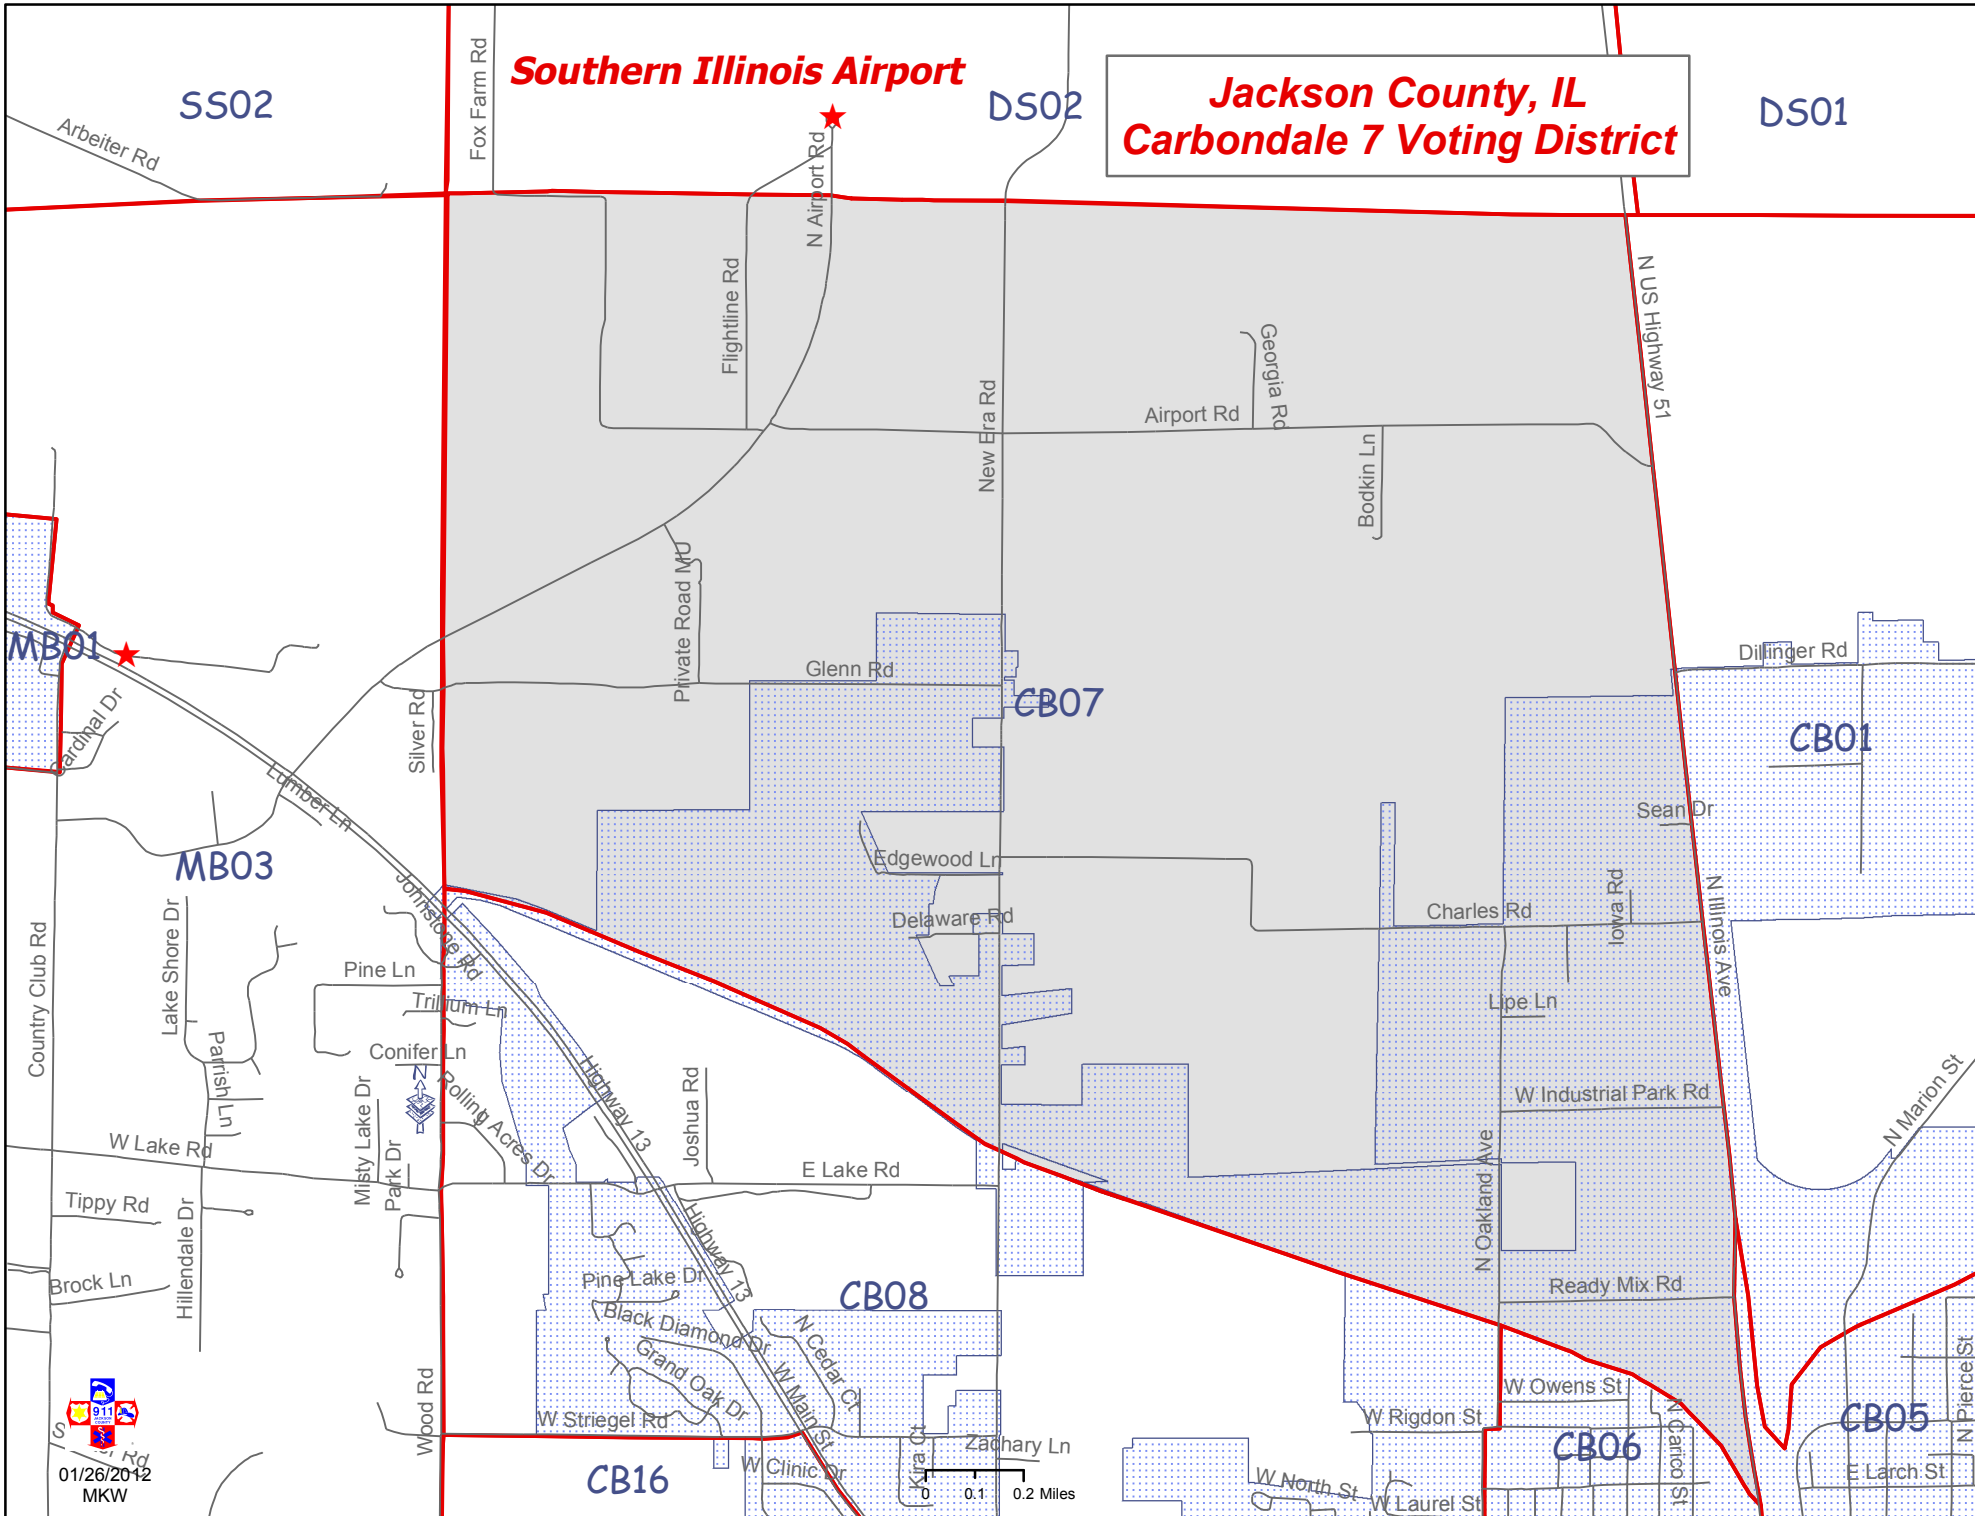 Southern Illinois Airport
Jackson County, IL
Carbondale 7 Voting District
SS02
DS02
DS01
Arbeiter Rd
Fox Farm Rd
N Airport Rd
Flightline Rd
N US Highway 51
Georgia Rd
Airport Rd
New Era Rd
Bodkin Ln
Private Road MU
MB01
Glenn Rd
Dillinger Rd
CB07
CB01
Cardinal Dr
Silver Rd
Lumber Ln
Sean Dr
MB03
Edgewood Ln
Johnstone Rd
Lake Shore Dr
Delaware Rd
Charles Rd
Iowa Rd
N Illinois Ave
Country Club Rd
Pine Ln
Trillium Ln
Lipe Ln
Parrish Ln
Conifer Ln
N
Rolling Acres Dr
Highway 13
Joshua Rd
Misty Lake Dr
Park Dr
W Industrial Park Rd
N Marion St
W Lake Rd
E Lake Rd
N Oakland Ave
Tippy Rd
Hillendale Dr
Highway 13
Brock Ln
Pine Lake Dr
CB08
Ready Mix Rd
Black Diamond Dr
N Cedar Ct
Grand Oak Dr
W Main St
N Pierce St
Wood Rd
W Striegel Rd
W Owens St
W Rigdon St
N Carico St
CB05
CB06
Zachary Ln
Kira Ct
W Clinic Dr
CB16
E Larch St
W North St
W Laurel St
911
JACKSON
COUNTY
Rd
01/26/2012
MKW
0 0.1 0.2 Miles